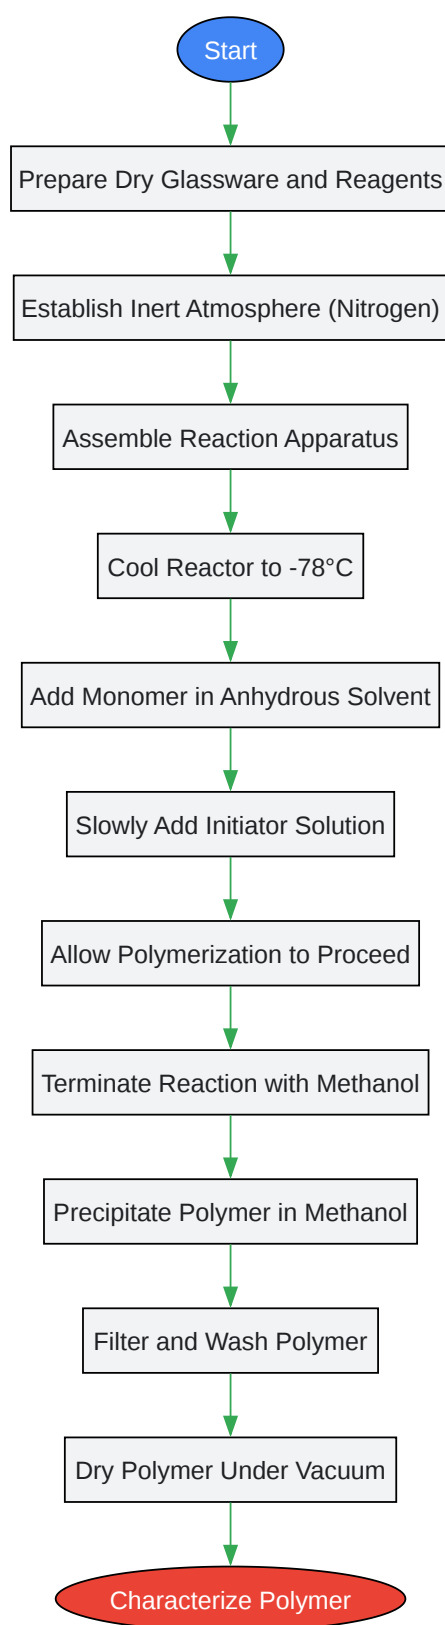 Start
Prepare Dry Glassware and Reagents
Establish Inert Atmosphere (Nitrogen)
Assemble Reaction Apparatus
Cool Reactor to -78°C
Add Monomer in Anhydrous Solvent
Slowly Add Initiator Solution
Allow Polymerization to Proceed
Terminate Reaction with Methanol
Precipitate Polymer in Methanol
Filter and Wash Polymer
Dry Polymer Under Vacuum
Characterize Polymer